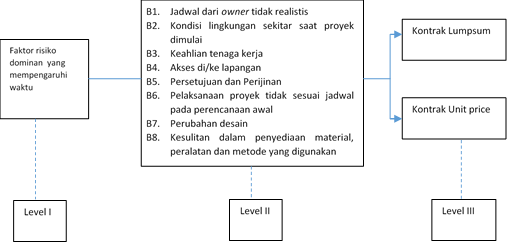 Faktor risiko
dominan yang
mempengaruhi
waktu
B1. Jadwal dari owner tidak realistis
B2. Kondisi lingkungan sekitar saat proyek
dimulai
B3. Keahlian tenaga kerja
B4. Akses di/ke lapangan
B5. Persetujuan dan Perijinan
B6. Pelaksanaan proyek tidak sesuai jadwal
pada perencanaan awal
B7. Perubahan desain
B8. Kesulitan dalam penyediaan material,
peralatan dan metode yang digunakan
Kontrak Lumpsum
Kontrak Unit price
Level I
Level II
Level III